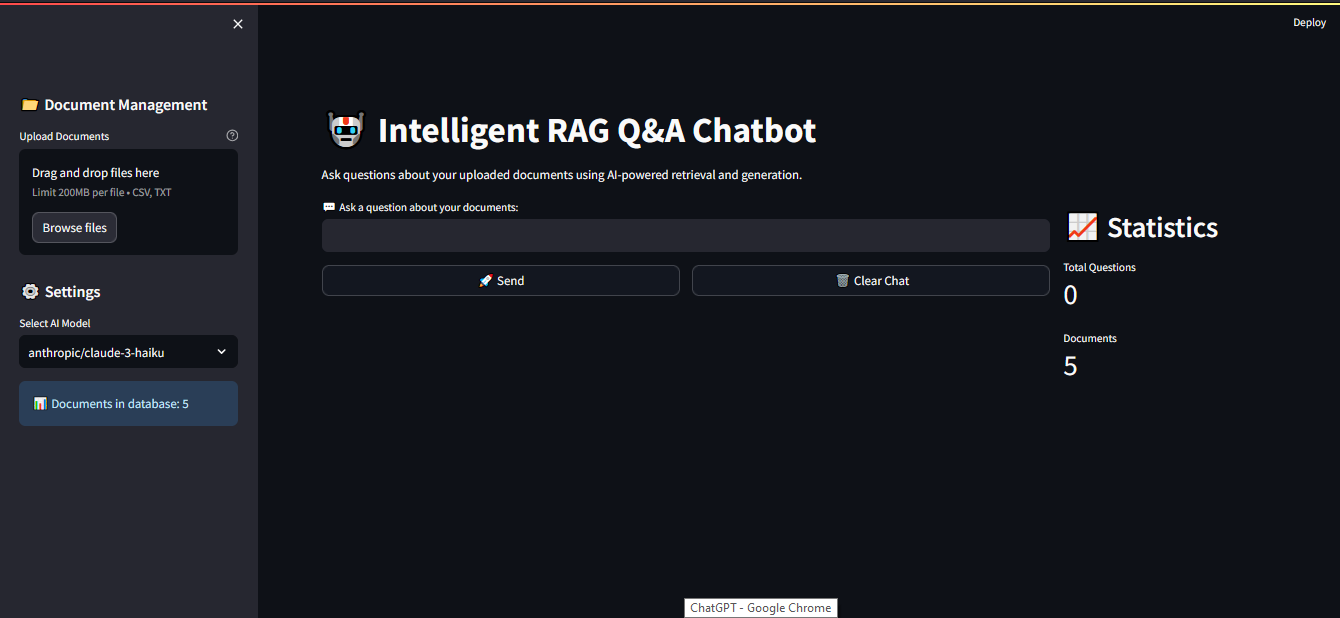 Deploy
📁 Document Management
Upload Documents
Drag and drop files here
Limit 200MB per file • CSV, TXT
Browse files
⚙️ Settings
Select AI Model
anthropic/claude-3-haiku
📊 Documents in database: 5
🤖 Intelligent RAG Q&A Chatbot
Ask questions about your uploaded documents using AI-powered retrieval and generation.
💬 Ask a question about your documents:
🚀 Send
🗑️ Clear Chat
📈 Statistics
Total Questions
0
Documents
5
ChatGPT - Google Chrome